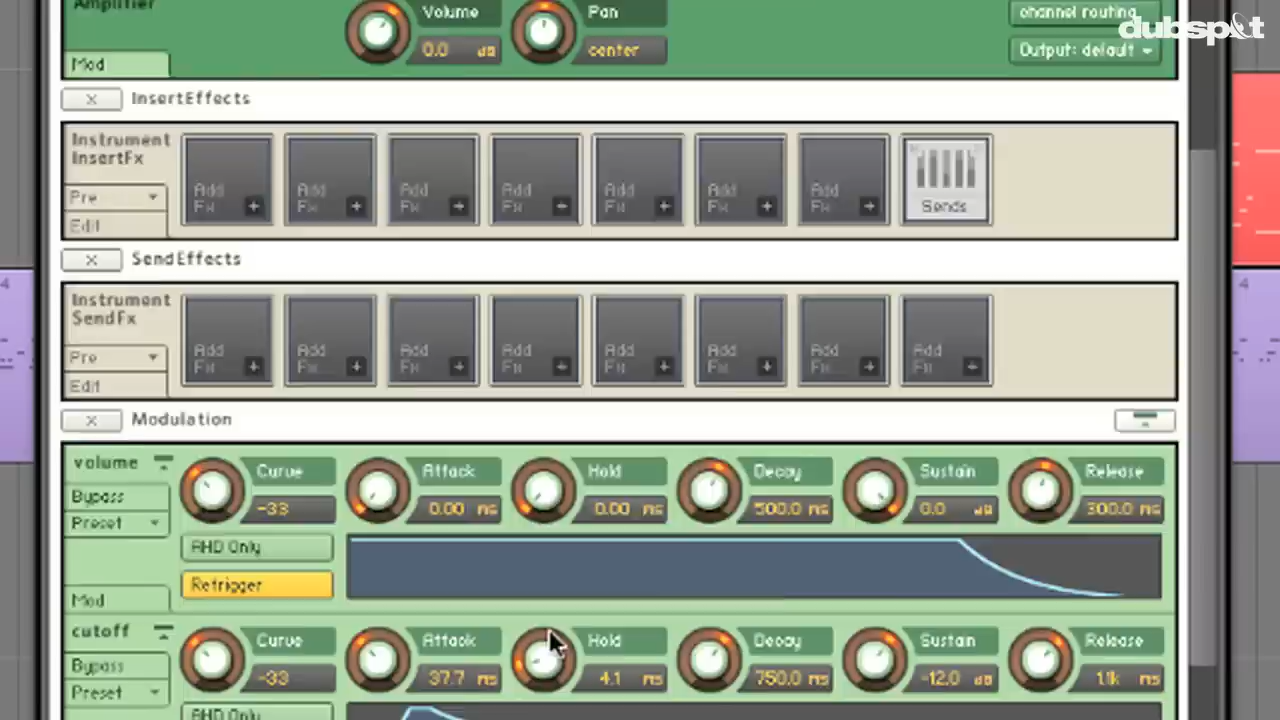 Amplifier
Volume
Pan
channel routing
dubspot
0.0 dB
center
Output: default
Mod
x InsertEffects
Instrument
InsertFx
Pre
Edit
Add Fx +
Add Fx +
Add Fx +
Add Fx +
Add Fx +
Add Fx +
Add Fx +
Sends
x SendEffects
Instrument
SendFx
Pre
Edit
Add Fx +
Add Fx +
Add Fx +
Add Fx +
Add Fx +
Add Fx +
Add Fx +
Add Fx +
x Modulation
4
4
volume
Curve Attack Hold Decay Sustain Release
Bypass
-33 0.00 ms 0.00 ms 500.0 ms 0.0 dB 300.0 ms
Preset
AHD Only
Retrigger
Mod
cutoff
Curve Attack Hold Decay Sustain Release
Bypass
-33 37.7 ms 4.1 ms 750.0 ms -12.0 dB 1.1k ms
Preset
AHD Only